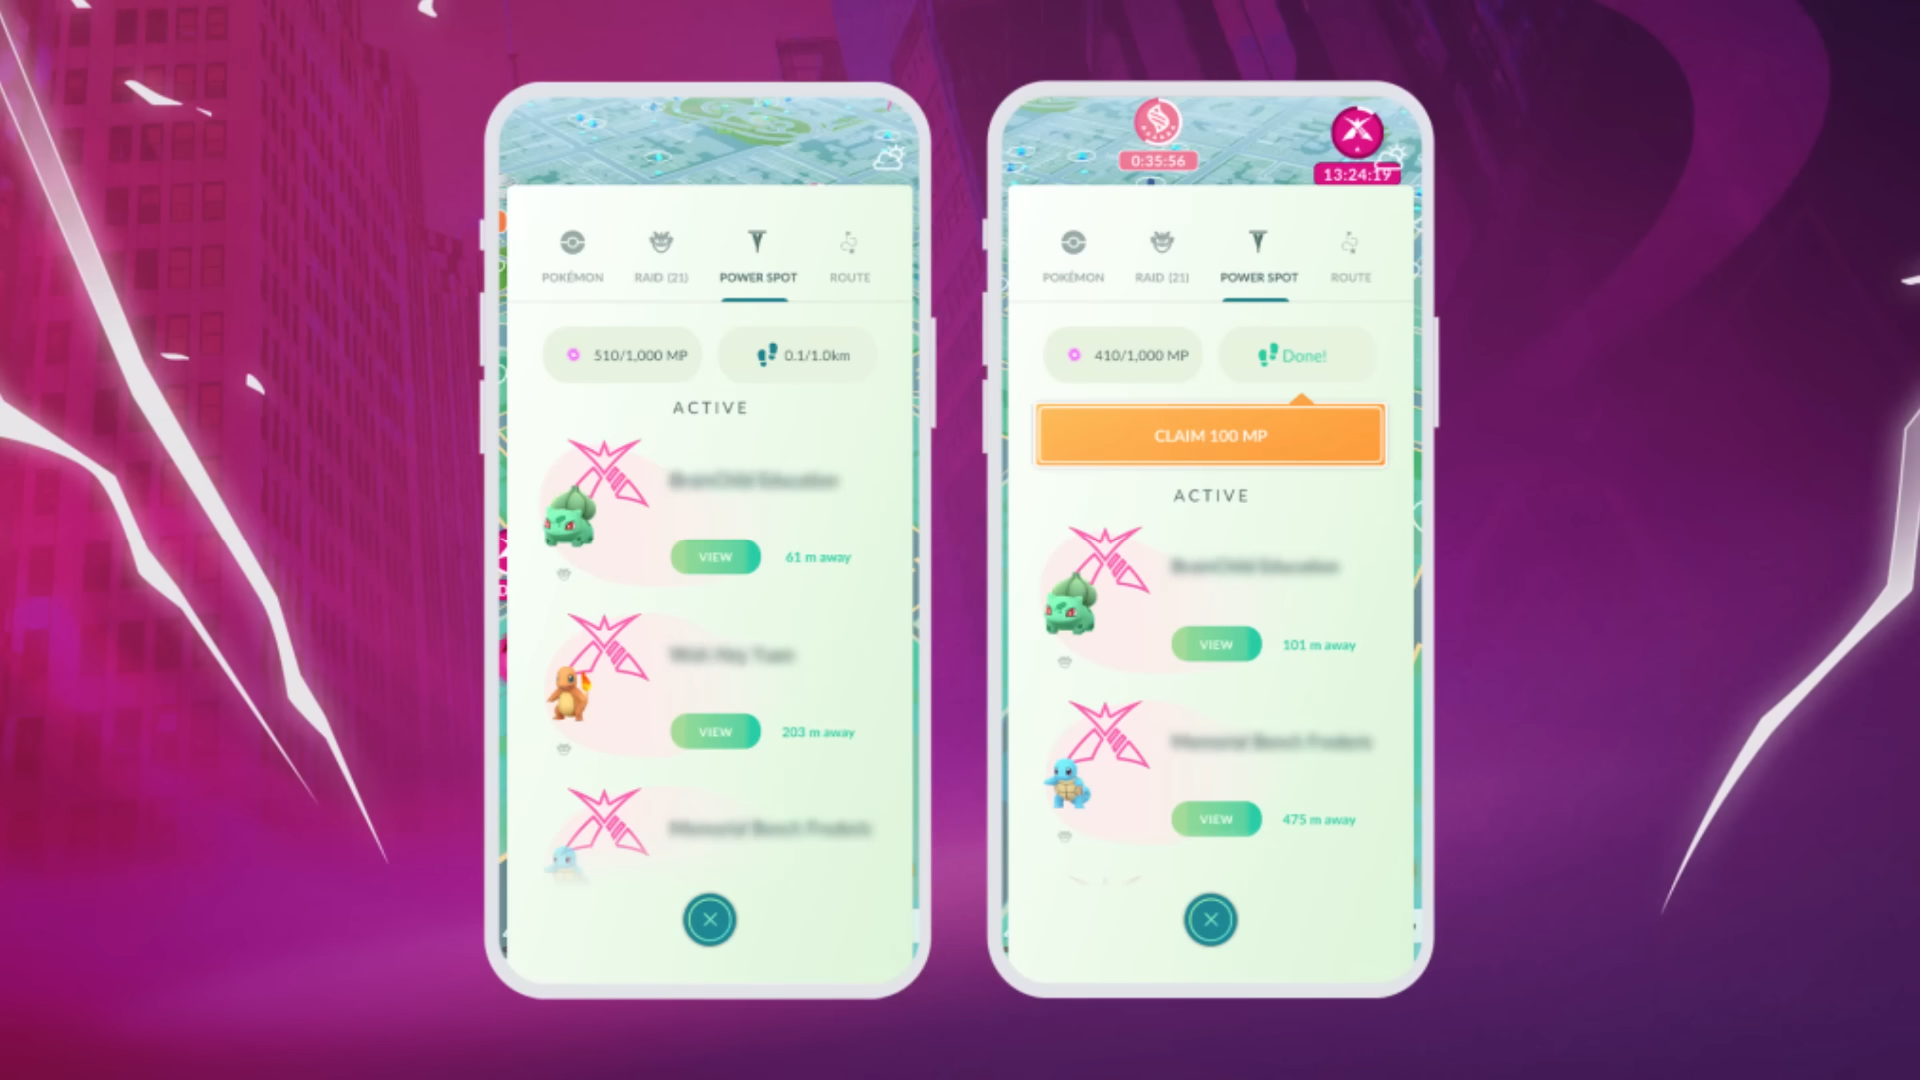 POKÉMON RAID (21) POWER SPOT ROUTE
510/1,000 MP 0.1/1.0km
ACTIVE
VIEW 61 m away
VIEW 203 m away
0:35:56
13:24:19
POKÉMON RAID (21) POWER SPOT ROUTE
410/1,000 MP Done!
CLAIM 100 MP
ACTIVE
VIEW 101 m away
VIEW 475 m away